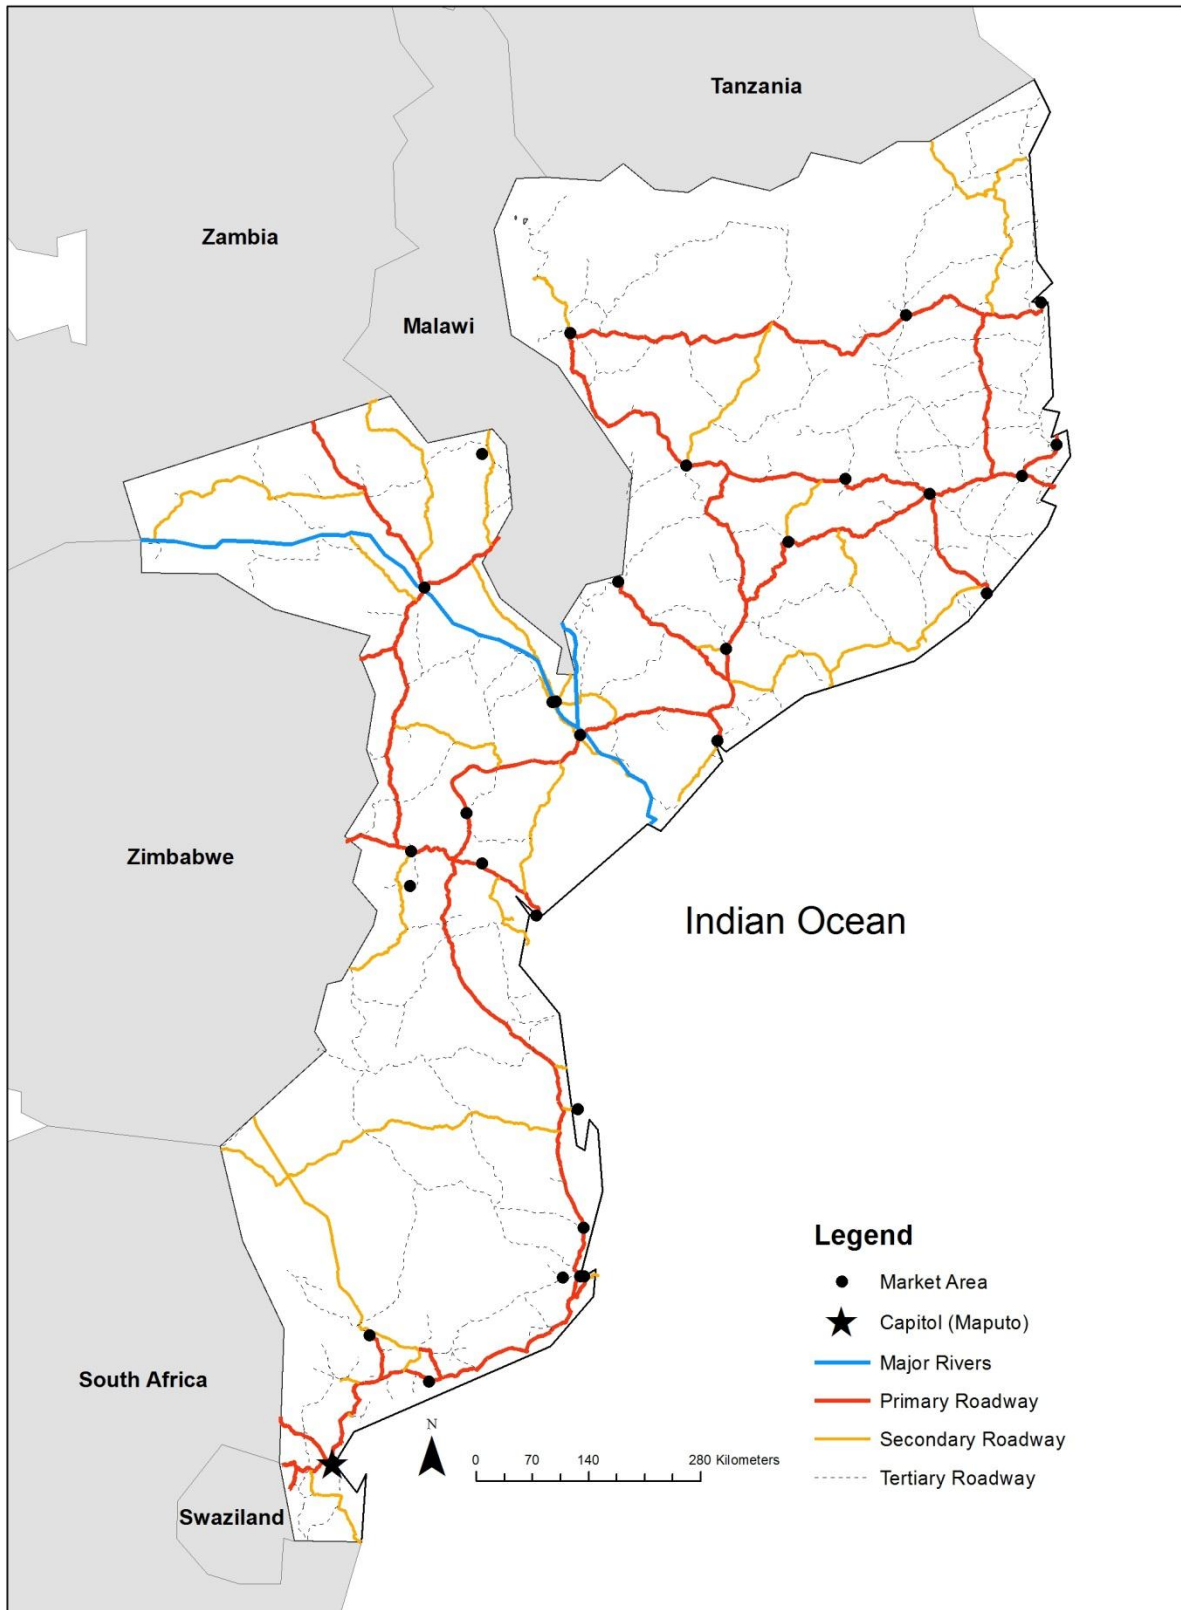 Tanzania
Zambia
Malawi
Zimbabwe
Indian Ocean
Legend
Market Area
Capitol (Maputo)
Major Rivers
South Africa
Primary Roadway
N
Secondary Roadway
0 70 140 280 Kilometers
Tertiary Roadway
Swaziland